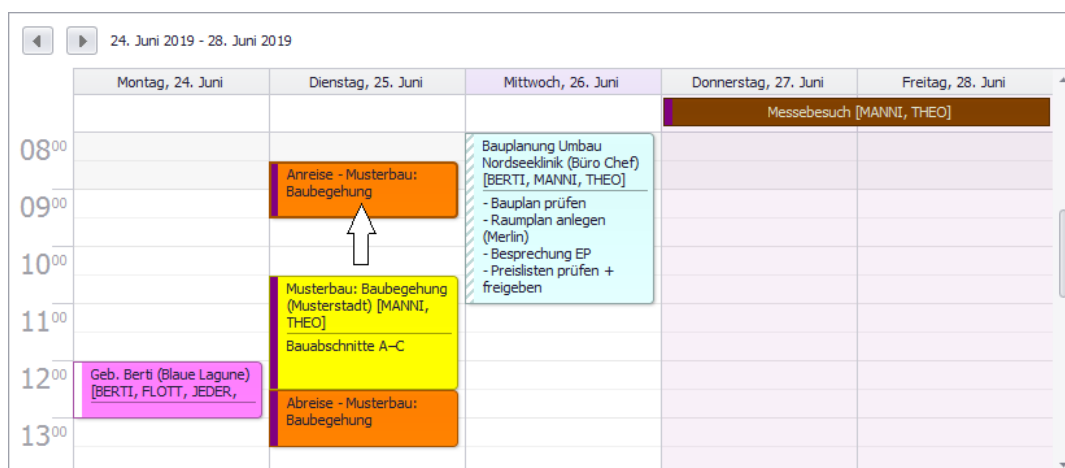 24. Juni 2019 - 28. Juni 2019
Montag, 24. Juni
Dienstag, 25. Juni
Mittwoch, 26. Juni
Donnerstag, 27. Juni
Freitag, 28. Juni
Messebesuch [MANNI, THEO]
08⁰⁰
09⁰⁰
10⁰⁰
11⁰⁰
12⁰⁰
13⁰⁰
Geb. Berti (Blaue Lagune)
[BERTI, FLOTT, JEDER,
Anreise - Musterbau:
Baubegehung
Musterbau: Baubegehung
(Musterstadt) [MANNI,
THEO]
Bauabschnitte A–C
Abreise - Musterbau:
Baubegehung
Bauplanung Umbau
Nordseeklinik (Büro Chef)
[BERTI, MANNI, THEO]
- Bauplan prüfen
- Raumplan anlegen
(Merlin)
- Besprechung EP
- Preislisten prüfen +
freigeben